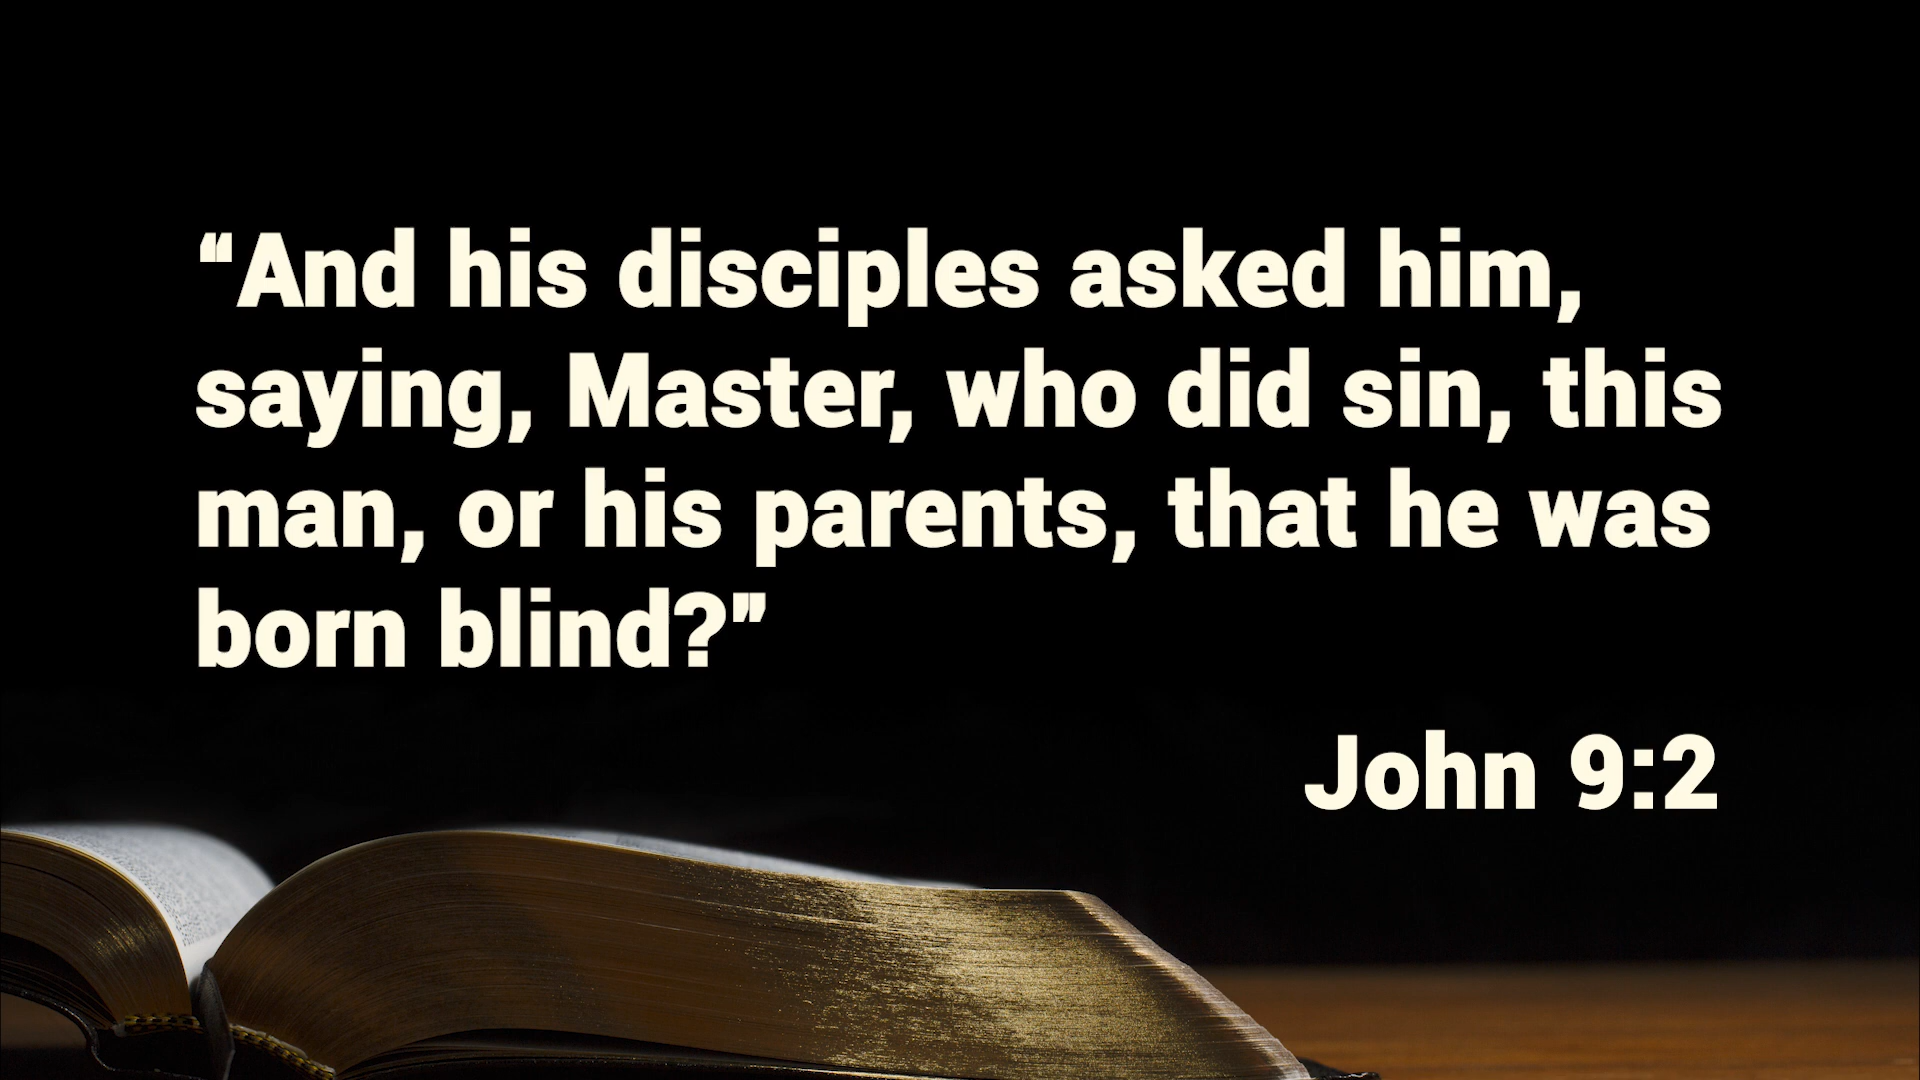 “And his disciples asked him,
saying, Master, who did sin, this
man, or his parents, that he was
born blind?”
John 9:2